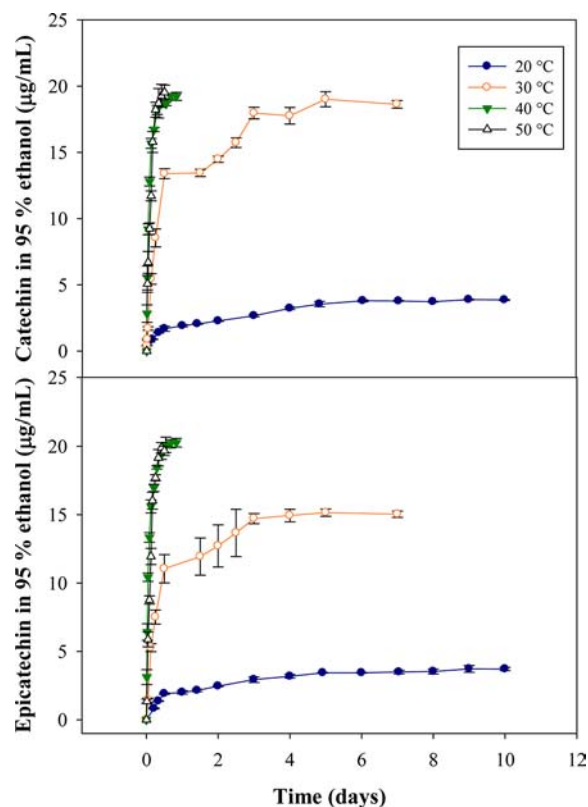 Catechin in 95 % ethanol (µg/mL)
25
20
15
10
5
0
20 °C
30 °C
40 °C
50 °C
Epicatechin in 95 % ethanol (µg/mL)
25
20
15
10
5
0
0 2 4 6 8 10 12
Time (days)